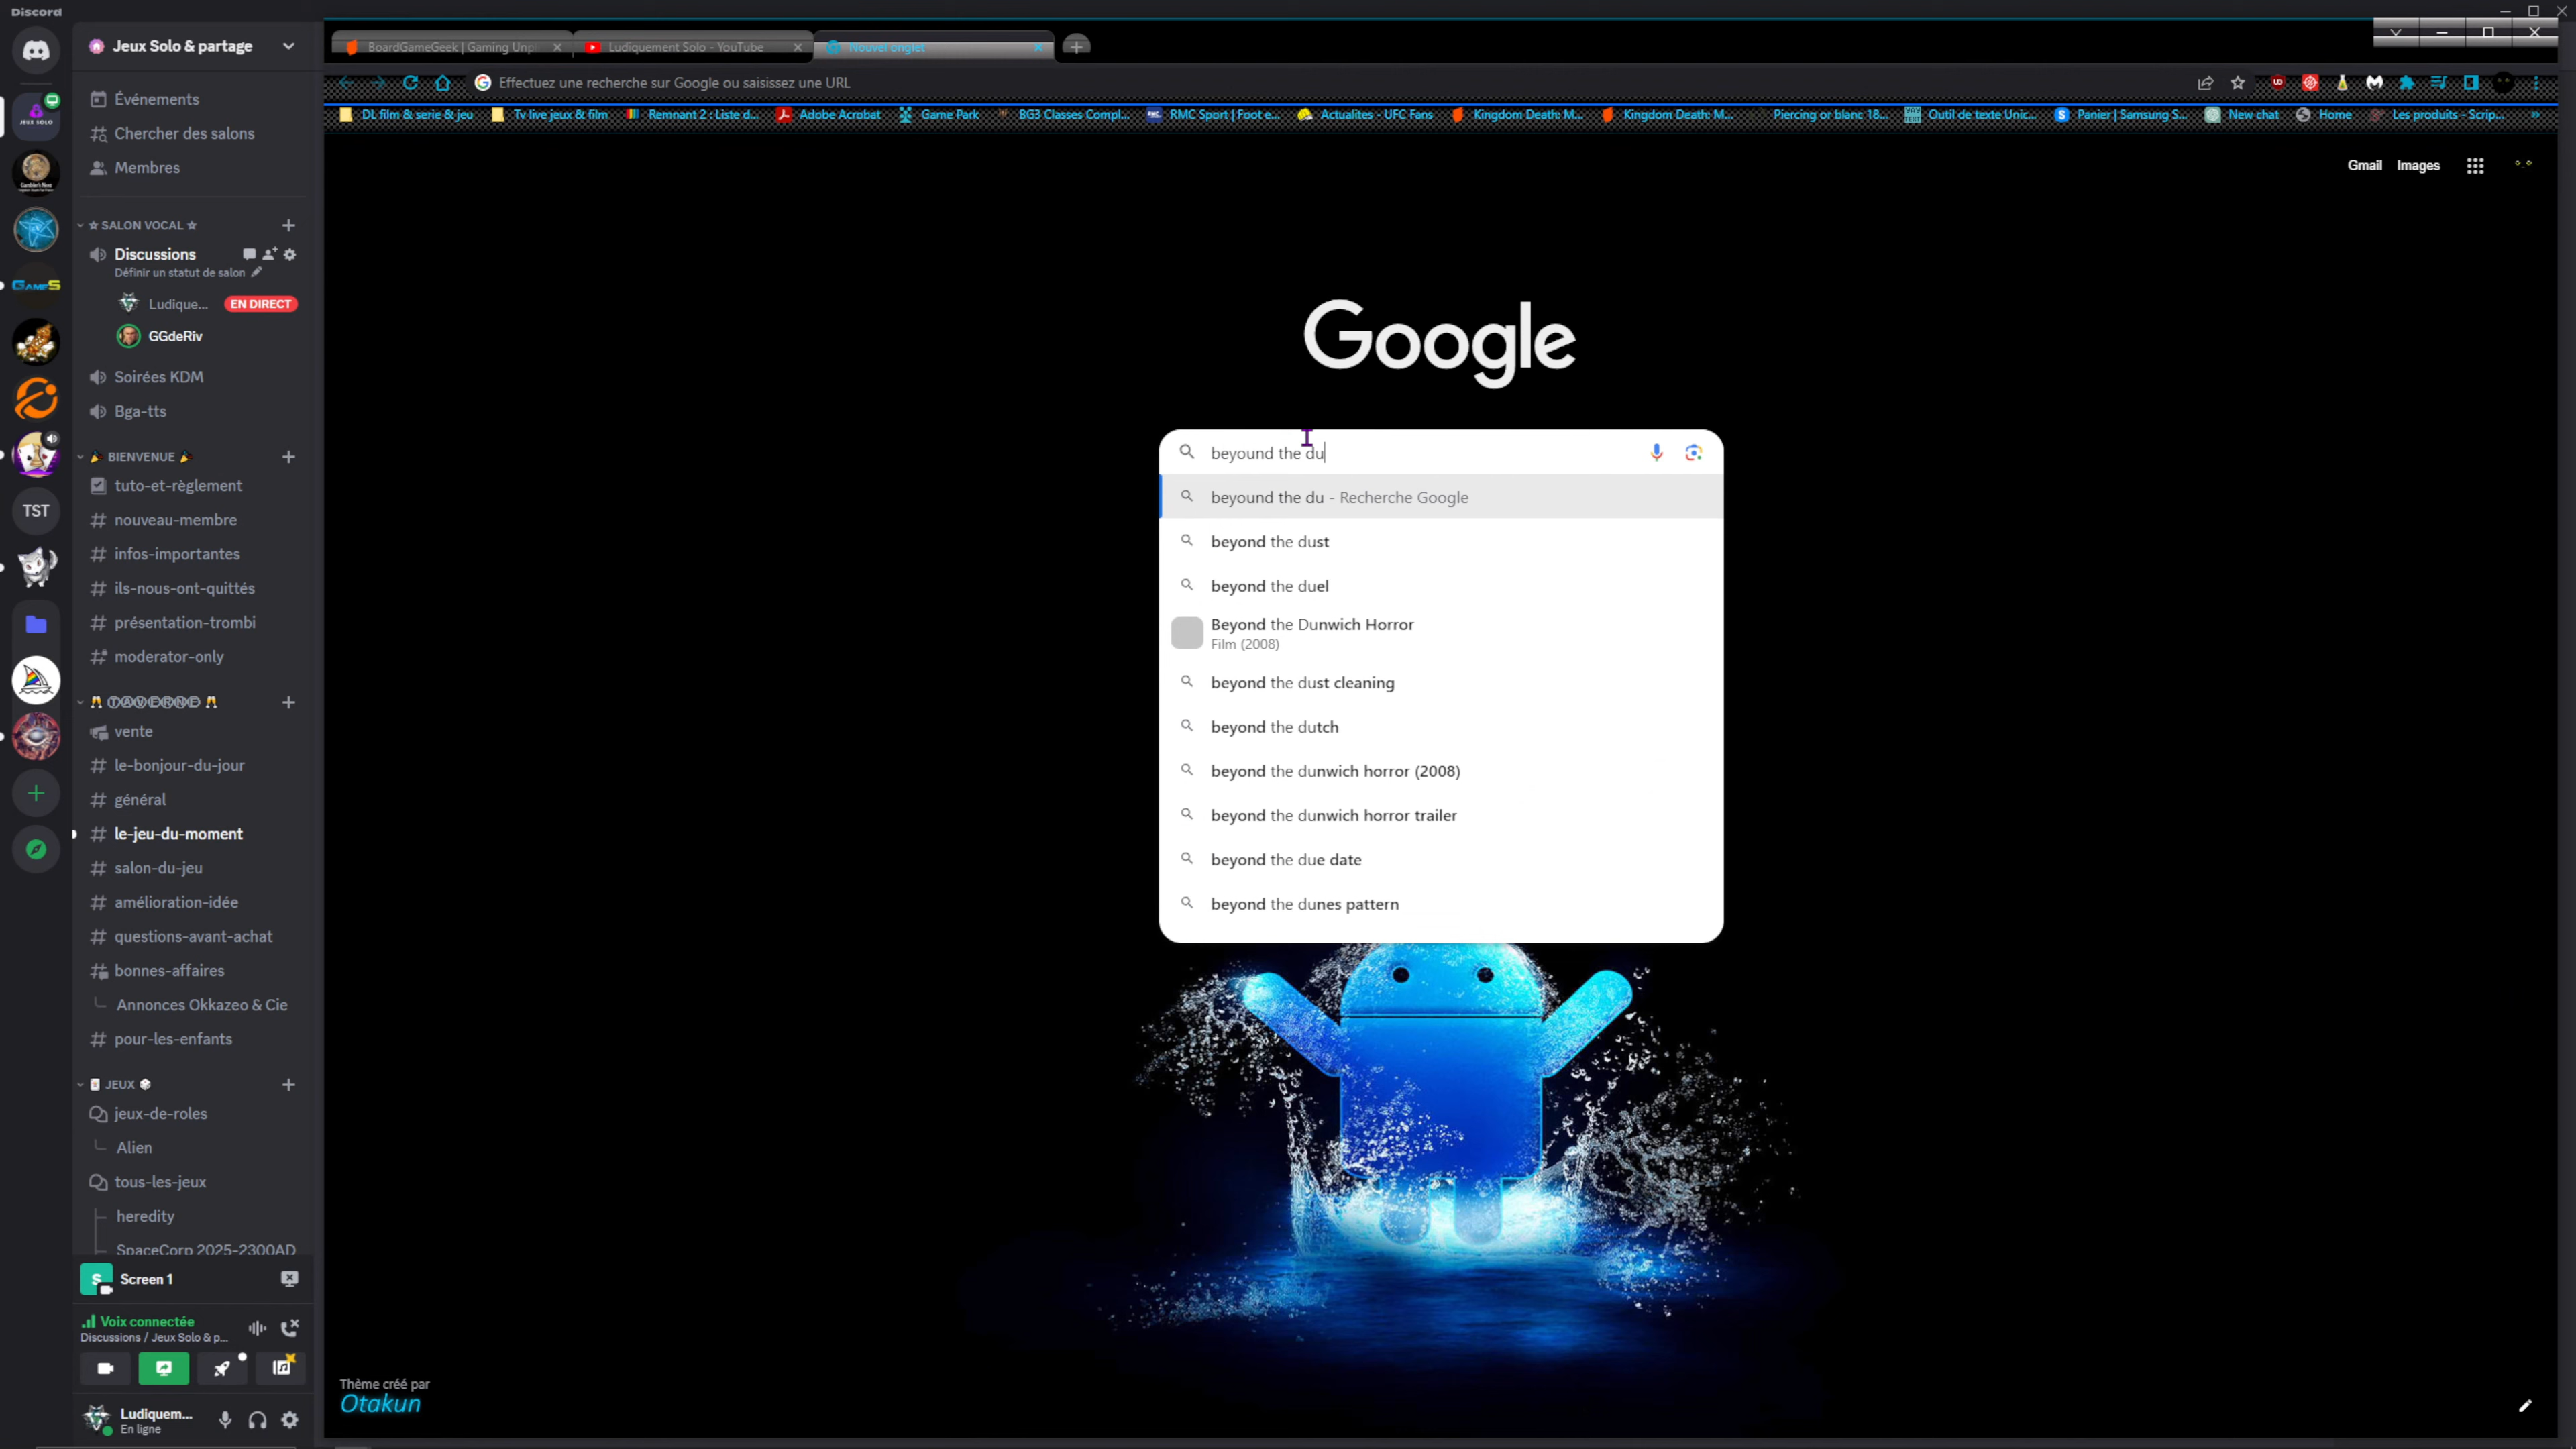 Discord
Jeux Solo & partage
Événements
Chercher des salons
Membres
☆ SALON VOCAL ☆
Discussions
Définir un statut de salon
Ludique... EN DIRECT
GGdeRiv
Soirées KDM
Bga-tts
BIENVENUE
tuto-et-règlement
nouveau-membre
infos-importantes
ils-nous-ont-quittés
présentation-trombi
moderator-only
ⓉⒶⓋⒺⓇⓃⒺ
vente
le-bonjour-du-jour
général
le-jeu-du-moment
salon-du-jeu
amélioration-idée
questions-avant-achat
bonnes-affaires
Annonces Okkazeo & Cie
pour-les-enfants
JEUX
jeux-de-roles
Alien
tous-les-jeux
heredity
SpaceCorp 2025-2300AD
S Screen 1
Voix connectée
Discussions / Jeux Solo & p...
Ludiquem...
En ligne
JEUX SOLO
GAMES
TST
BoardGameGeek | Gaming Unp
Ludiquement Solo - YouTube
Nouvel onglet
Effectuez une recherche sur Google ou saisissez une URL
DL film & serie & jeu
Tv live jeux & film
Remnant 2 : Liste d...
Adobe Acrobat
Game Park
BG3 Classes Compl...
RMC Sport | Foot e...
Actualites - UFC Fans
Kingdom Death: M...
Kingdom Death: M...
Piercing or blanc 18...
Outil de texte Unic...
Panier | Samsung S...
New chat
Home
Les produits - Scrip...
Gmail Images
Google
beyound the du
beyound the du - Recherche Google
beyond the dust
beyond the duel
Beyond the Dunwich Horror
Film (2008)
beyond the dust cleaning
beyond the dutch
beyond the dunwich horror (2008)
beyond the dunwich horror trailer
beyond the due date
beyond the dunes pattern
Thème créé par
Otakun